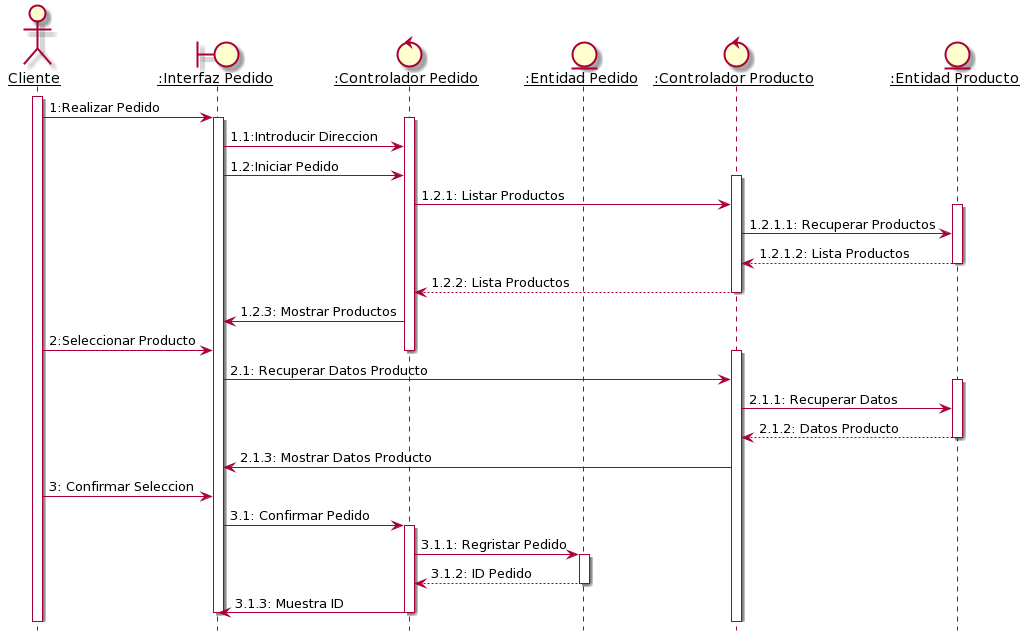 Cliente
:Interfaz Pedido
:Controlador Pedido
:Entidad Pedido
:Controlador Producto
:Entidad Producto
1:Realizar Pedido
1.1:Introducir Direccion
1.2:Iniciar Pedido
1.2.1: Listar Productos
1.2.1.1: Recuperar Productos
1.2.1.2: Lista Productos
1.2.2: Lista Productos
1.2.3: Mostrar Productos
2:Seleccionar Producto
2.1: Recuperar Datos Producto
2.1.1: Recuperar Datos
2.1.2: Datos Producto
2.1.3: Mostrar Datos Producto
3: Confirmar Seleccion
3.1: Confirmar Pedido
3.1.1: Regristar Pedido
3.1.2: ID Pedido
3.1.3: Muestra ID